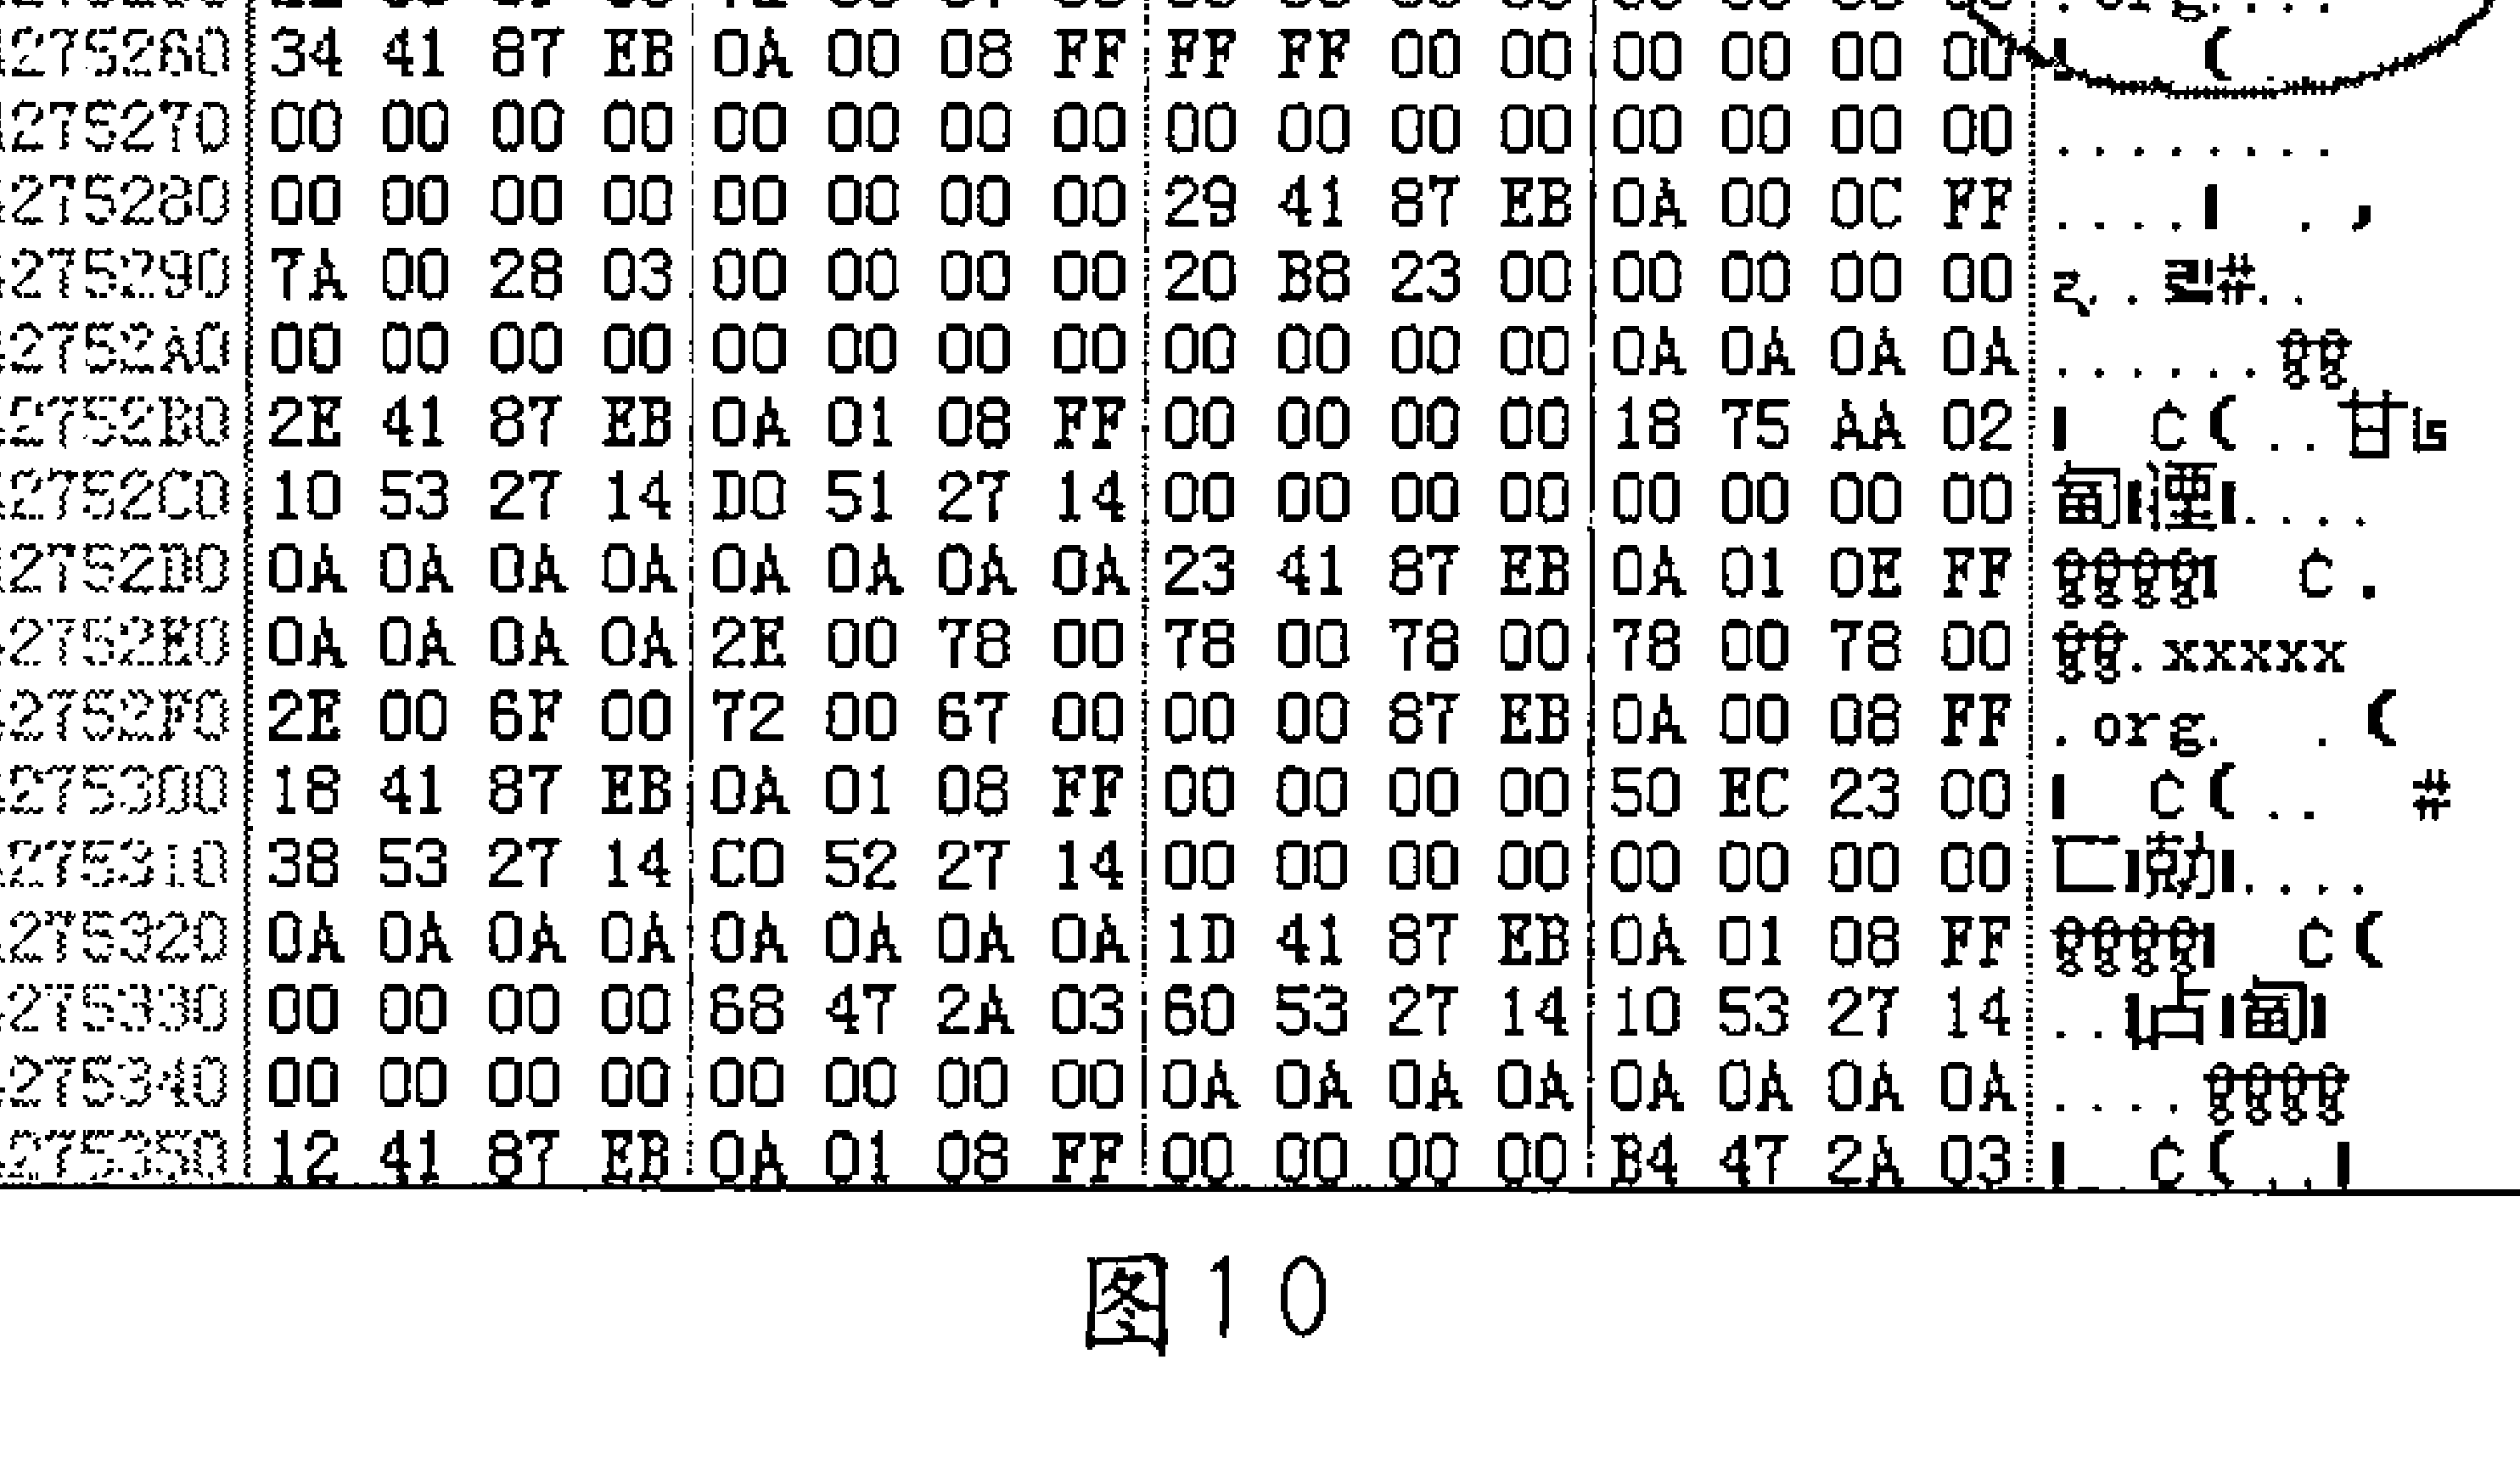 275260 34 41 87 EB 0A 00 08 FF FF FF 00 00 00 00 00 00 (
275270 00 00 00 00 00 00 00 00 00 00 00 00 00 00 00 00 . . . . . . . .
275280 00 00 00 00 00 00 00 00 29 41 87 EB 0A 00 0C FF . . . . . ,
275290 7A 00 28 03 00 00 00 00 20 B8 23 00 00 00 00 00 . . #. .
2752A0 00 00 00 00 00 00 00 00 00 00 00 00 0A 0A 0A 0A . . . . . .
2752B0 2E 41 87 EB 0A 01 08 FF 00 00 00 00 18 75 AA 02 C ( . . 甘
2752C0 10 53 27 14 D0 51 27 14 00 00 00 00 00 00 00 00 . . . .
2752D0 0A 0A 0A 0A 0A 0A 0A 0A 23 41 87 EB 0A 01 0E FF C .
2752E0 0A 0A 0A 0A 2E 00 78 00 78 00 78 00 78 00 78 00 .xxxxx
2752F0 2E 00 6F 00 72 00 67 00 00 00 87 EB 0A 00 08 FF .org. . (
275300 18 41 87 EB 0A 01 08 FF 00 00 00 00 50 EC 23 00 C ( . . #
275310 38 53 27 14 C0 52 27 14 00 00 00 00 00 00 00 00 匚 . . . .
275320 0A 0A 0A 0A 0A 0A 0A 0A 1D 41 87 EB 0A 01 08 FF C (
275330 00 00 00 00 68 47 2A 03 60 53 27 14 10 53 27 14 . . 占
275340 00 00 00 00 00 00 00 00 0A 0A 0A 0A 0A 0A 0A 0A . . . .
275350 12 41 87 EB 0A 01 08 FF 00 00 00 00 B4 47 2A 03 C ( . .
图10